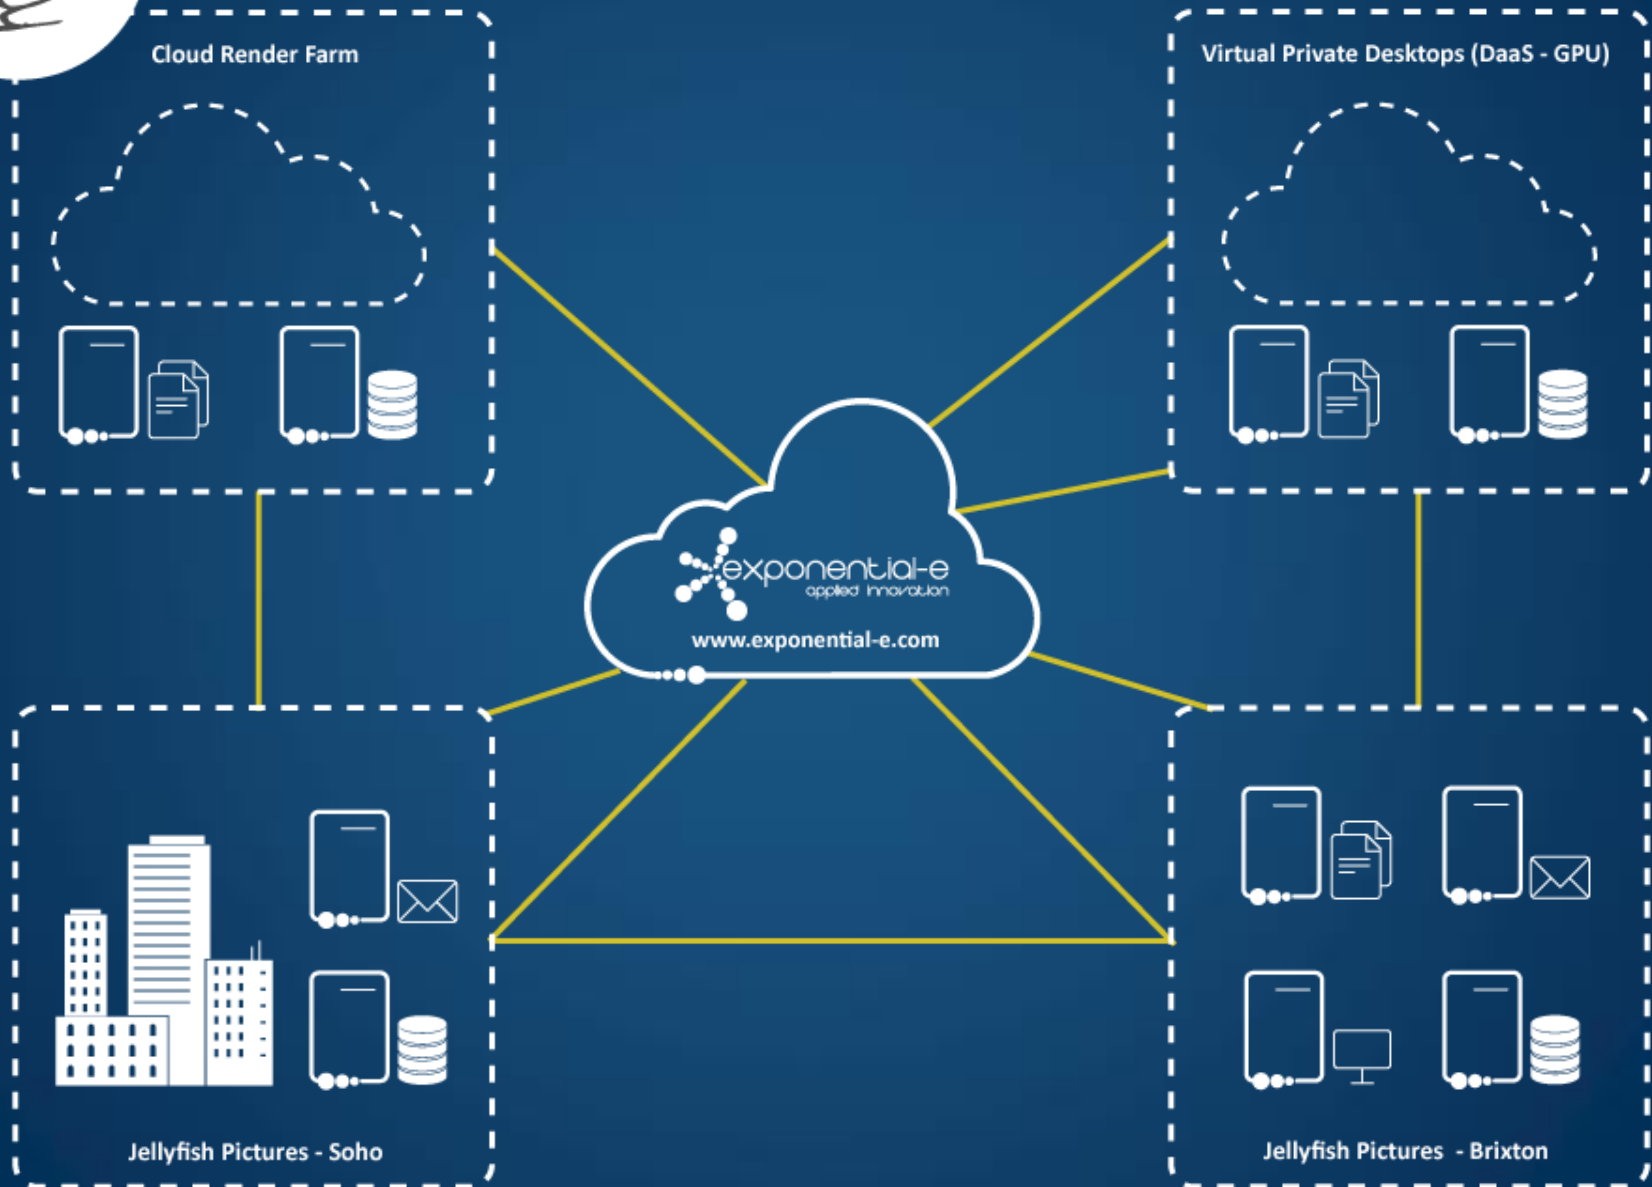 Cloud Render Farm
Virtual Private Desktops (DaaS - GPU)
exponential-e
applied innovation
www.exponential-e.com
Jellyfish Pictures - Soho
Jellyfish Pictures - Brixton